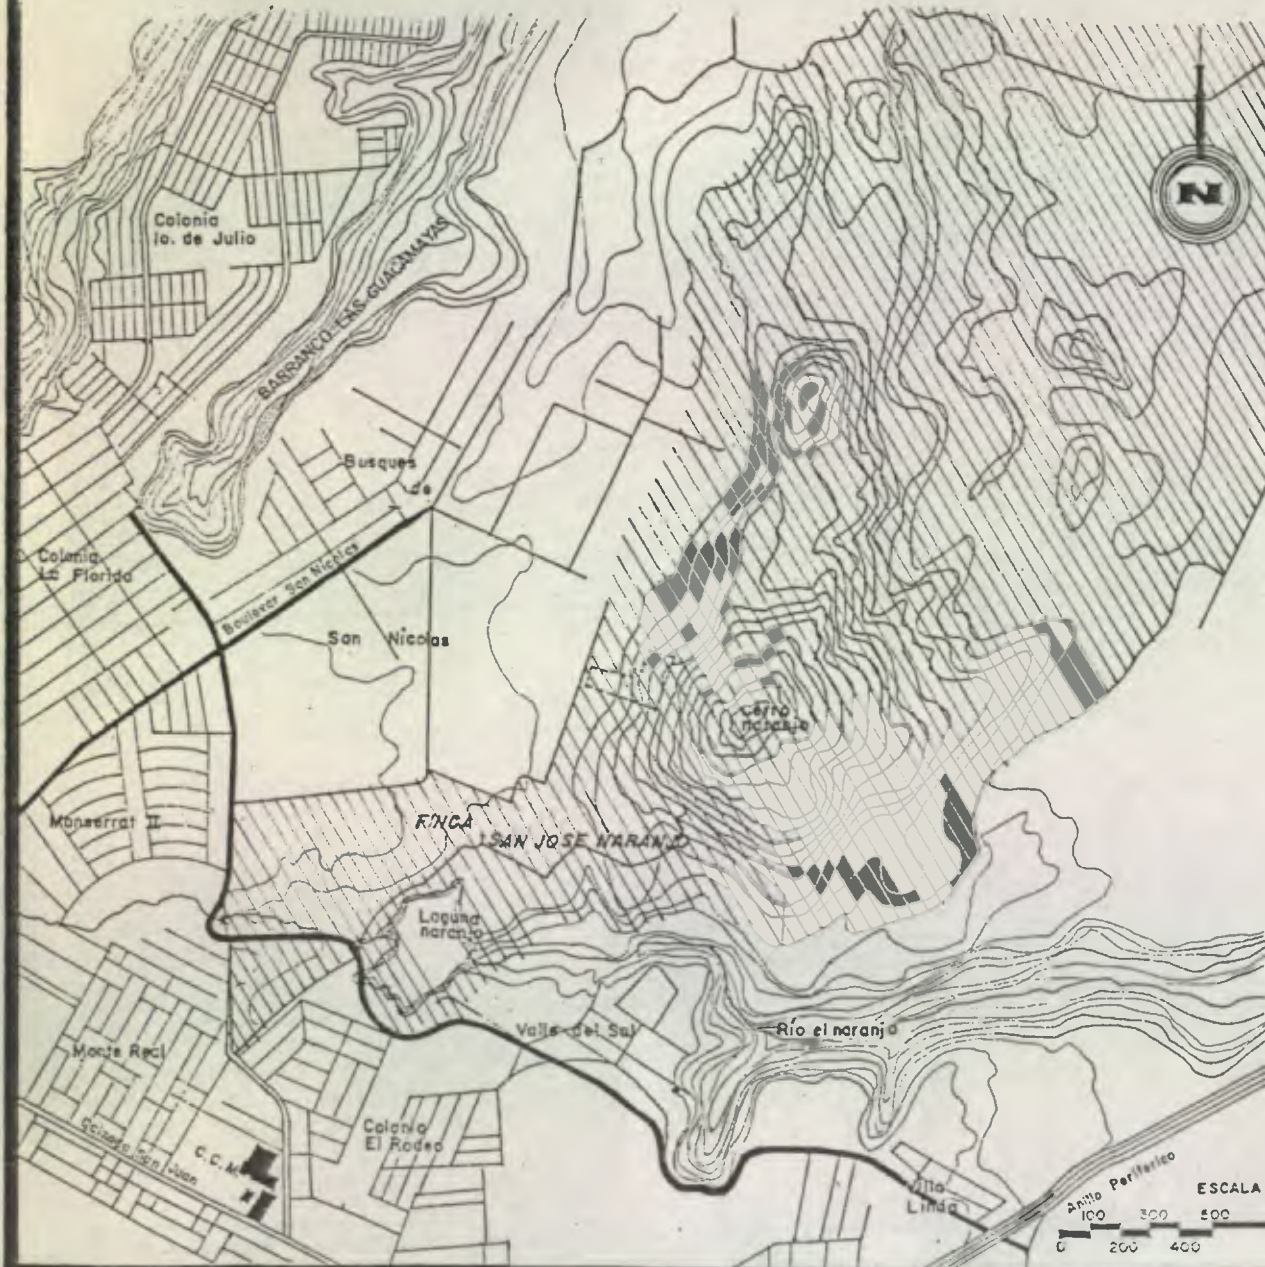 N
Colonia
1o. de Julio
BARRANCO LAS GUACAMAYAS
Busques
de
San Nicolas
Colonia
La Florida
Boulevar San Nicolas
Cerro
naranjo
Monserrat II
FINCA
SAN JOSE NARANJO
Laguna
naranjo
Valle del Sol
Río el naranjo
Monte Real
Colonia
El Rodeo
Calzada San Juan
C.C.M.
Villa
Linda
Anillo Periferico
ESCALA
100 300 500
0 200 400